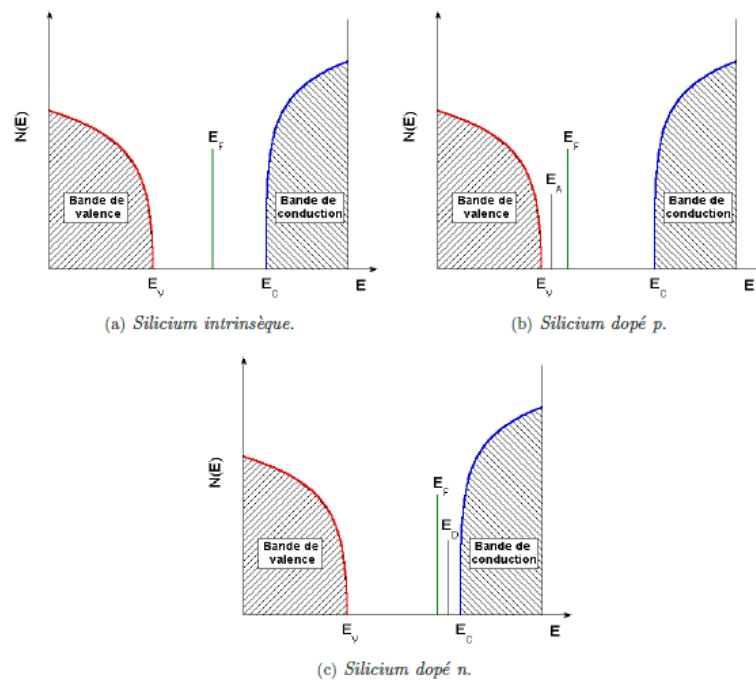 N(E)
E_F
Bande de
valence
Bande de
conduction
E_V
E_C
E
(a) Silicium intrinsèque.
N(E)
E_F
E_A
Bande de
valence
Bande de
conduction
E_V
E_C
E
(b) Silicium dopé p.
N(E)
E_F
E_D
Bande de
valence
Bande de
conduction
E_V
E_C
E
(c) Silicium dopé n.